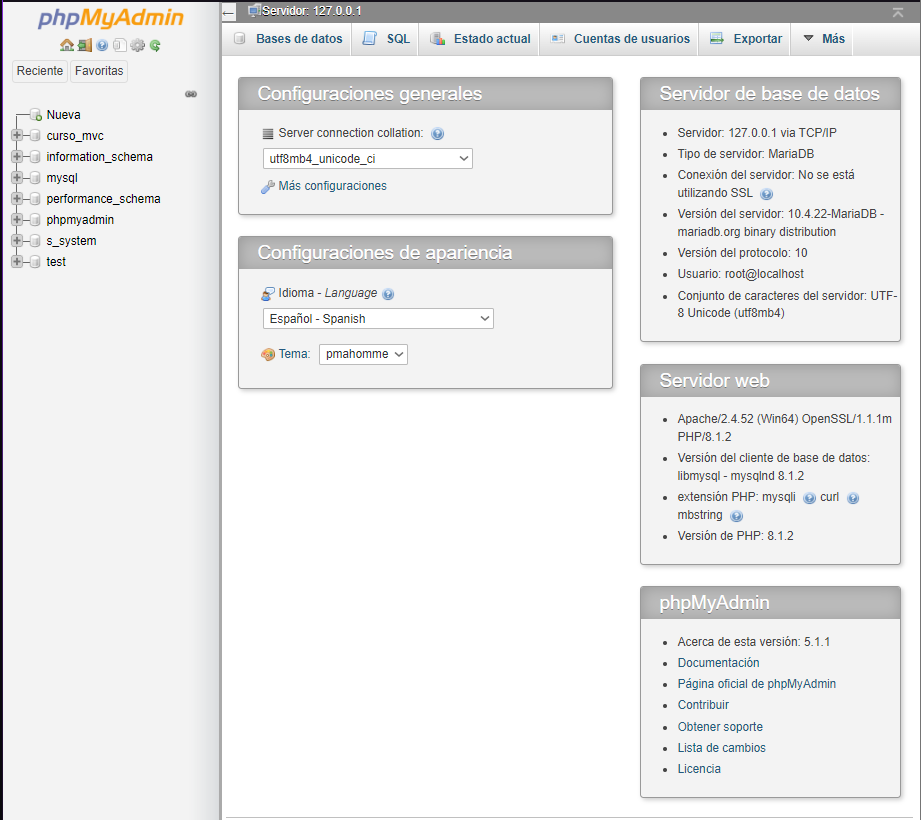 phpMyAdmin
Reciente Favoritas
Nueva
curso_mvc
information_schema
mysql
performance_schema
phpmyadmin
s_system
test
Servidor: 127.0.0.1
Bases de datos SQL Estado actual Cuentas de usuarios Exportar Más
Configuraciones generales
Server connection collation:
utf8mb4_unicode_ci
Más configuraciones
Configuraciones de apariencia
Idioma - Language
Español - Spanish
Tema: pmahomme
Servidor de base de datos
Servidor: 127.0.0.1 via TCP/IP
Tipo de servidor: MariaDB
Conexión del servidor: No se está
utilizando SSL
Versión del servidor: 10.4.22-MariaDB -
mariadb.org binary distribution
Versión del protocolo: 10
Usuario: root@localhost
Conjunto de caracteres del servidor: UTF-
8 Unicode (utf8mb4)
Servidor web
Apache/2.4.52 (Win64) OpenSSL/1.1.1m
PHP/8.1.2
Versión del cliente de base de datos:
libmysql - mysqlnd 8.1.2
extensión PHP: mysqli curl
mbstring
Versión de PHP: 8.1.2
phpMyAdmin
Acerca de esta versión: 5.1.1
Documentación
Página oficial de phpMyAdmin
Contribuir
Obtener soporte
Lista de cambios
Licencia